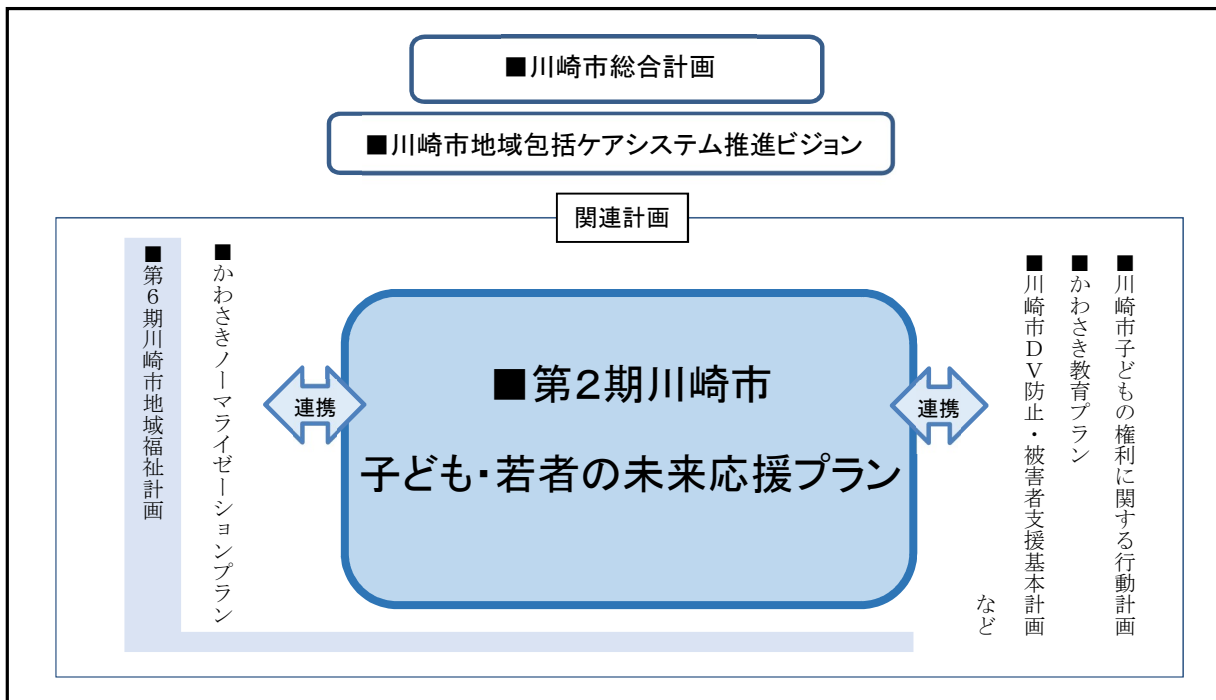 ■川崎市総合計画
■川崎市地域包括ケアシステム推進ビジョン
関連計画
■川崎市子どもの権利に関する行動計画
■かわさき教育プラン
■川崎市DV防止・被害者支援基本計画
など
連携
■第2期川崎市
子ども・若者の未来応援プラン
連携
■かわさきノーマライゼーションプラン
■第6期川崎市地域福祉計画